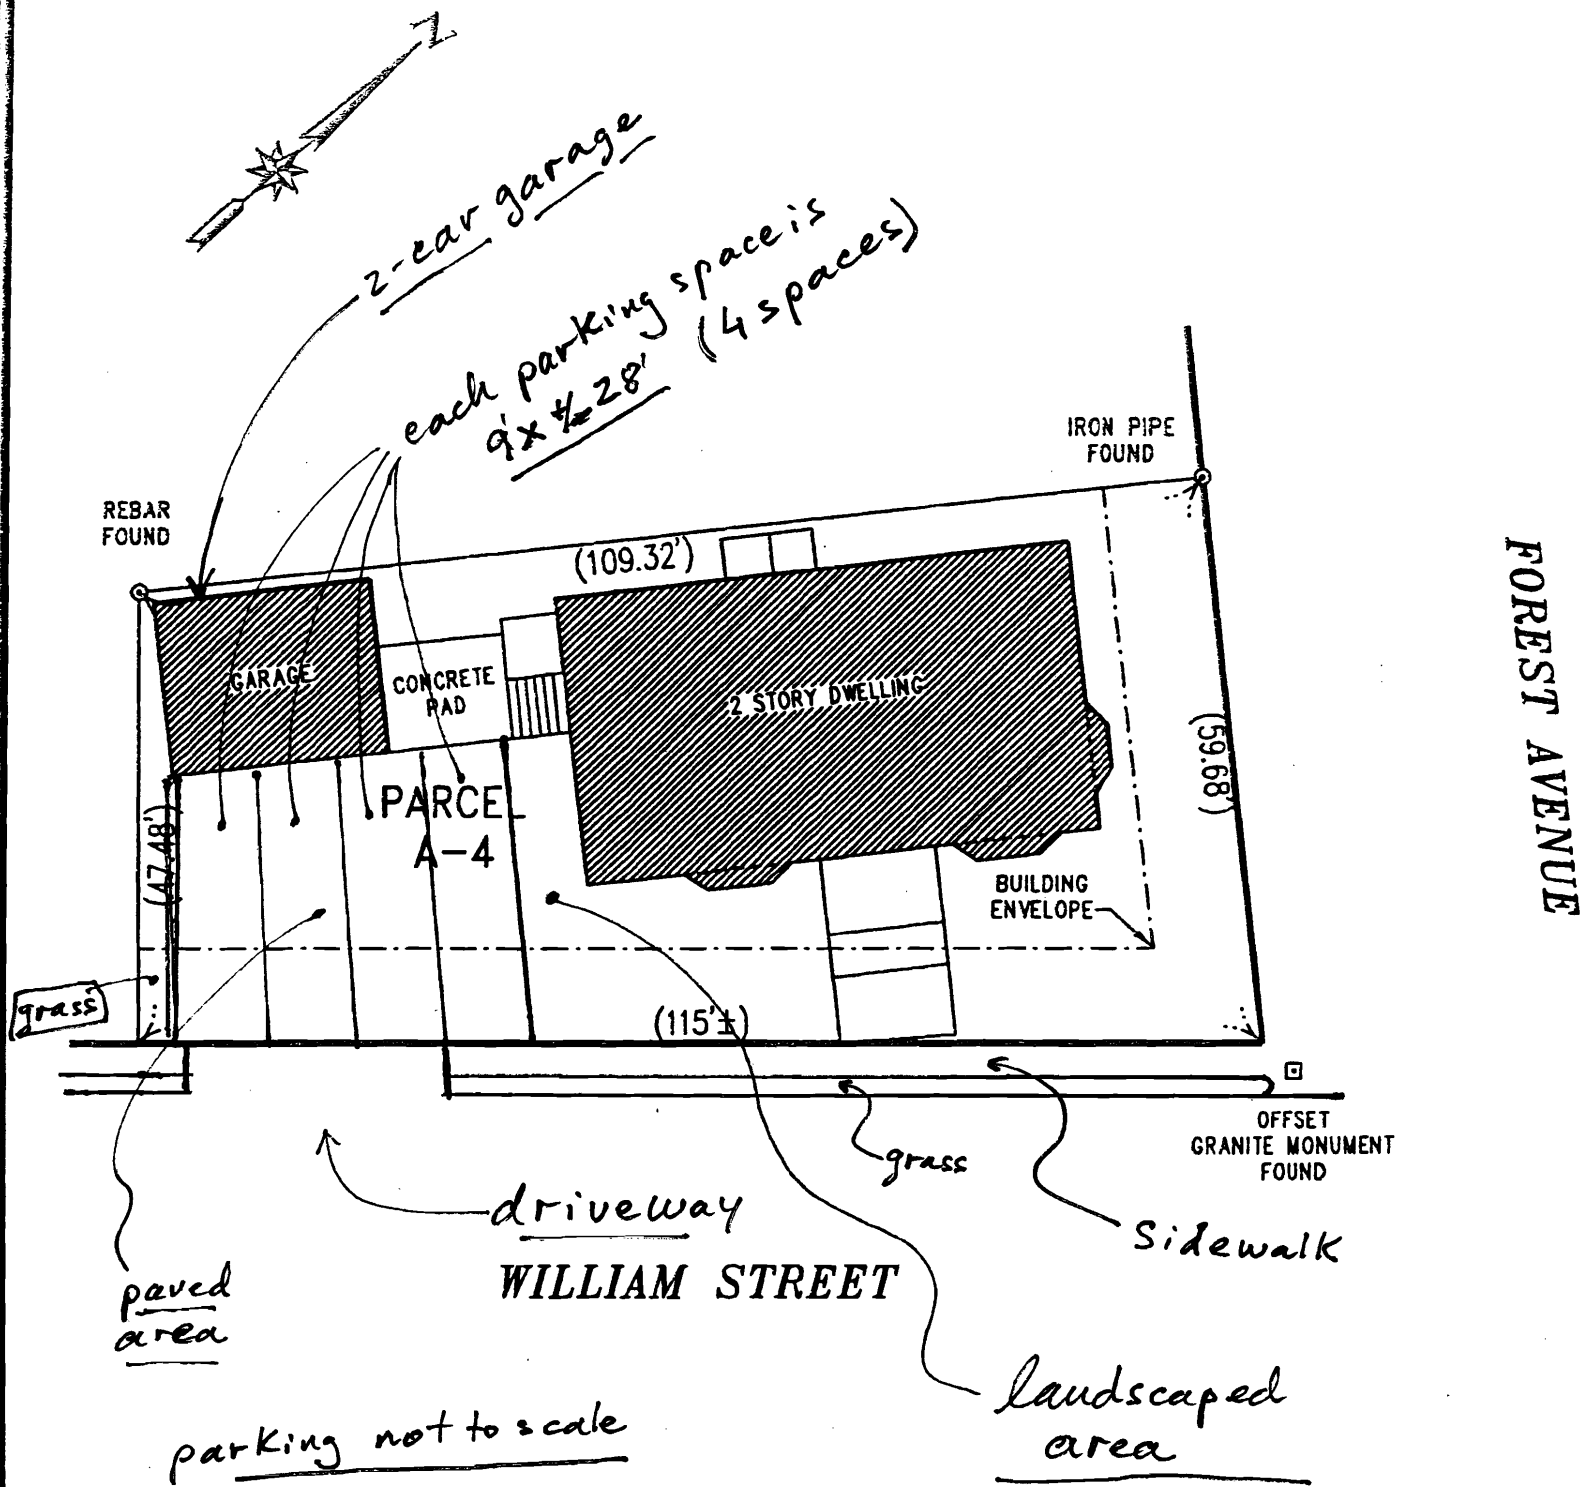 N
2-car garage
each parking space is
9'x +/- 28' (4 spaces)
IRON PIPE
FOUND
REBAR
FOUND
(109.32')
FOREST AVENUE
GARAGE
CONCRETE
PAD
2 STORY DWELLING
(59.68')
PARCEL
A-4
(47.48')
BUILDING
ENVELOPE
grass
(115'±)
OFFSET
GRANITE MONUMENT
FOUND
grass
driveway
Sidewalk
WILLIAM STREET
paved
area
landscaped
area
parking not to scale